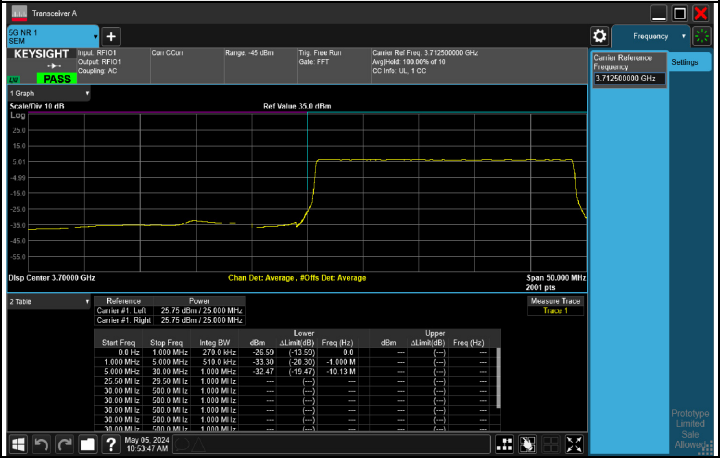 Transceiver A
5G NR 1
SEM
Frequency
KEYSIGHT
Input: RFIO1
Output: RFIO1
Coupling: AC
Corr CCorr
Range: -45 dBm
Trig: Free Run
Gate: FFT
Carrier Ref Freq: 3.712500000 GHz
Avg|Hold: 100.00% of 10
CC Info: UL, 1 CC
PASS
Carrier Reference
Frequency
3.712500000 GHz
Settings
1 Graph
Scale/Div 10 dB
Ref Value 35.0 dBm
Log
25.0
15.0
5.01
-4.99
-15.0
-25.0
-35.0
-45.0
-55.0
Disp Center 3.70000 GHz
Chan Det: Average , #Offs Det: Average
Span 50.000 MHz
2001 pts
2 Table
Reference Power
Carrier #1. Left 25.75 dBm / 25.000 MHz
Carrier #1. Right 25.75 dBm / 25.000 MHz
Measure Trace
Trace 1
Lower Upper
Start Freq Stop Freq Integ BW dBm ΔLimit(dB) Freq (Hz) dBm ΔLimit(dB) Freq (Hz)
0.0 Hz 1.000 MHz 270.0 kHz -26.59 (-13.59) 0.0 --- (---) ---
1.000 MHz 5.000 MHz 510.0 kHz -33.30 (-20.30) -1.000 M --- (---) ---
5.000 MHz 30.00 MHz 1.000 MHz -32.47 (-19.47) -10.13 M --- (---) ---
25.50 MHz 29.50 MHz 1.000 MHz --- (---) --- --- (---) ---
30.00 MHz 500.0 MHz 1.000 MHz --- (---) --- --- (---) ---
30.00 MHz 500.0 MHz 1.000 MHz --- (---) --- --- (---) ---
30.00 MHz 500.0 MHz 1.000 MHz --- (---) --- --- (---) ---
30.00 MHz 500.0 MHz 1.000 MHz --- (---) --- --- (---) ---
May 05, 2024
10:53:47 AM
Prototype
Limited
Sale
Allowed